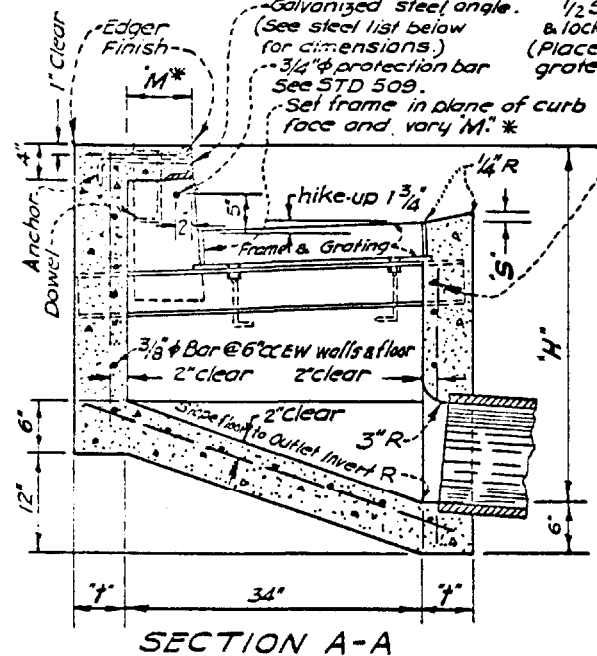 Galvanized steel angle.
(See steel list below
for dimensions.)
3/4"φ protection bar
See STD 509.
Set frame in plane of curb
face and vary "M". *
& lock
(Place
grate
1" Clear
Edger
Finish
"M"*
4"
Anchor
Dowel
2"
5"
hike-up 1 3/4"
1/4" R
Frame & Grating
"S"
"H"
3/8"φ Bar @ 6"cc EW walls & floor
2"clear
2"clear
2"clear
Slope floor to Outlet Invert
3" R
R
6"
12"
6"
"t"
34"
"t"
SECTION A-A